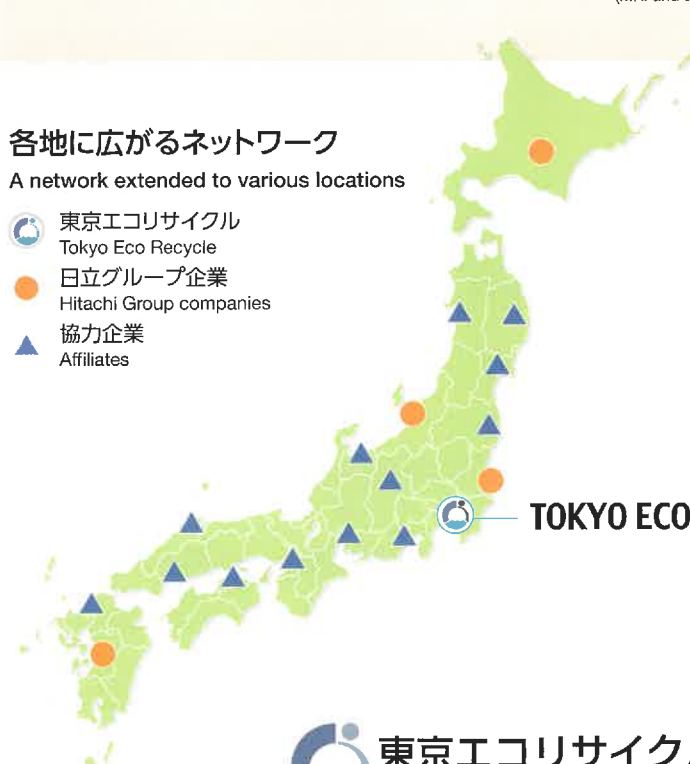 各地に広がるネットワーク
A network extended to various locations
東京エコリサイクル
Tokyo Eco Recycle
日立グループ企業
Hitachi Group companies
協力企業
Affiliates
TOKYO ECO
東京エコリサイク